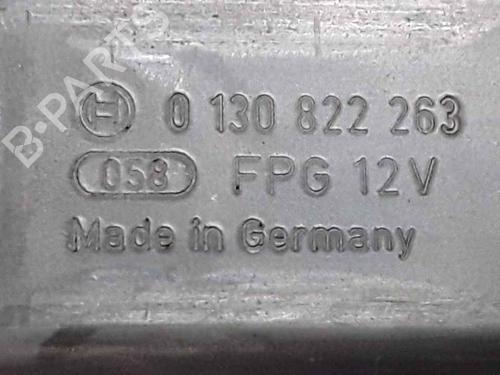 B-PARTS
0 130 822 263
058 FPG 12V
Made in Germany